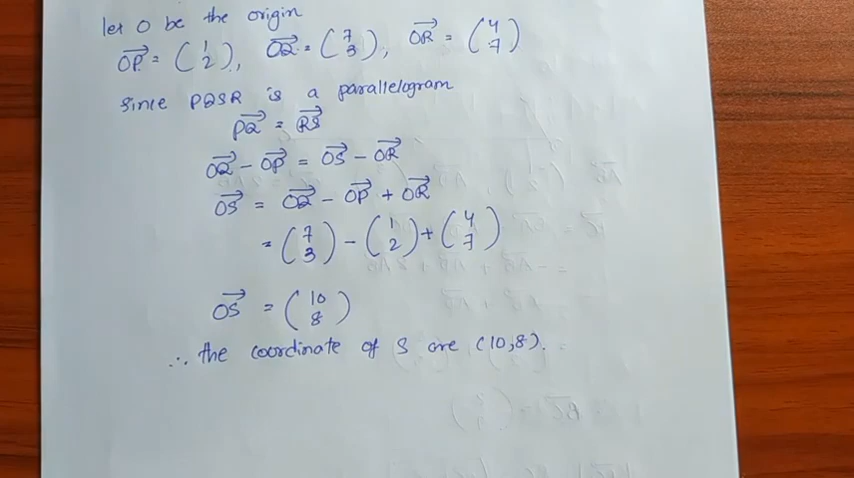 let O be the origin
OP⃗ = (1 2), OQ⃗ = (7 3), OR⃗ = (4 7)
Since PQSR is a parallelogram
PQ⃗ = RS⃗
OQ⃗ - OP⃗ = OS⃗ - OR⃗
OS⃗ = OQ⃗ - OP⃗ + OR⃗
= (7 3) - (1 2) + (4 7)
OS⃗ = (10 8)
∴ the coordinate of S are (10,8).